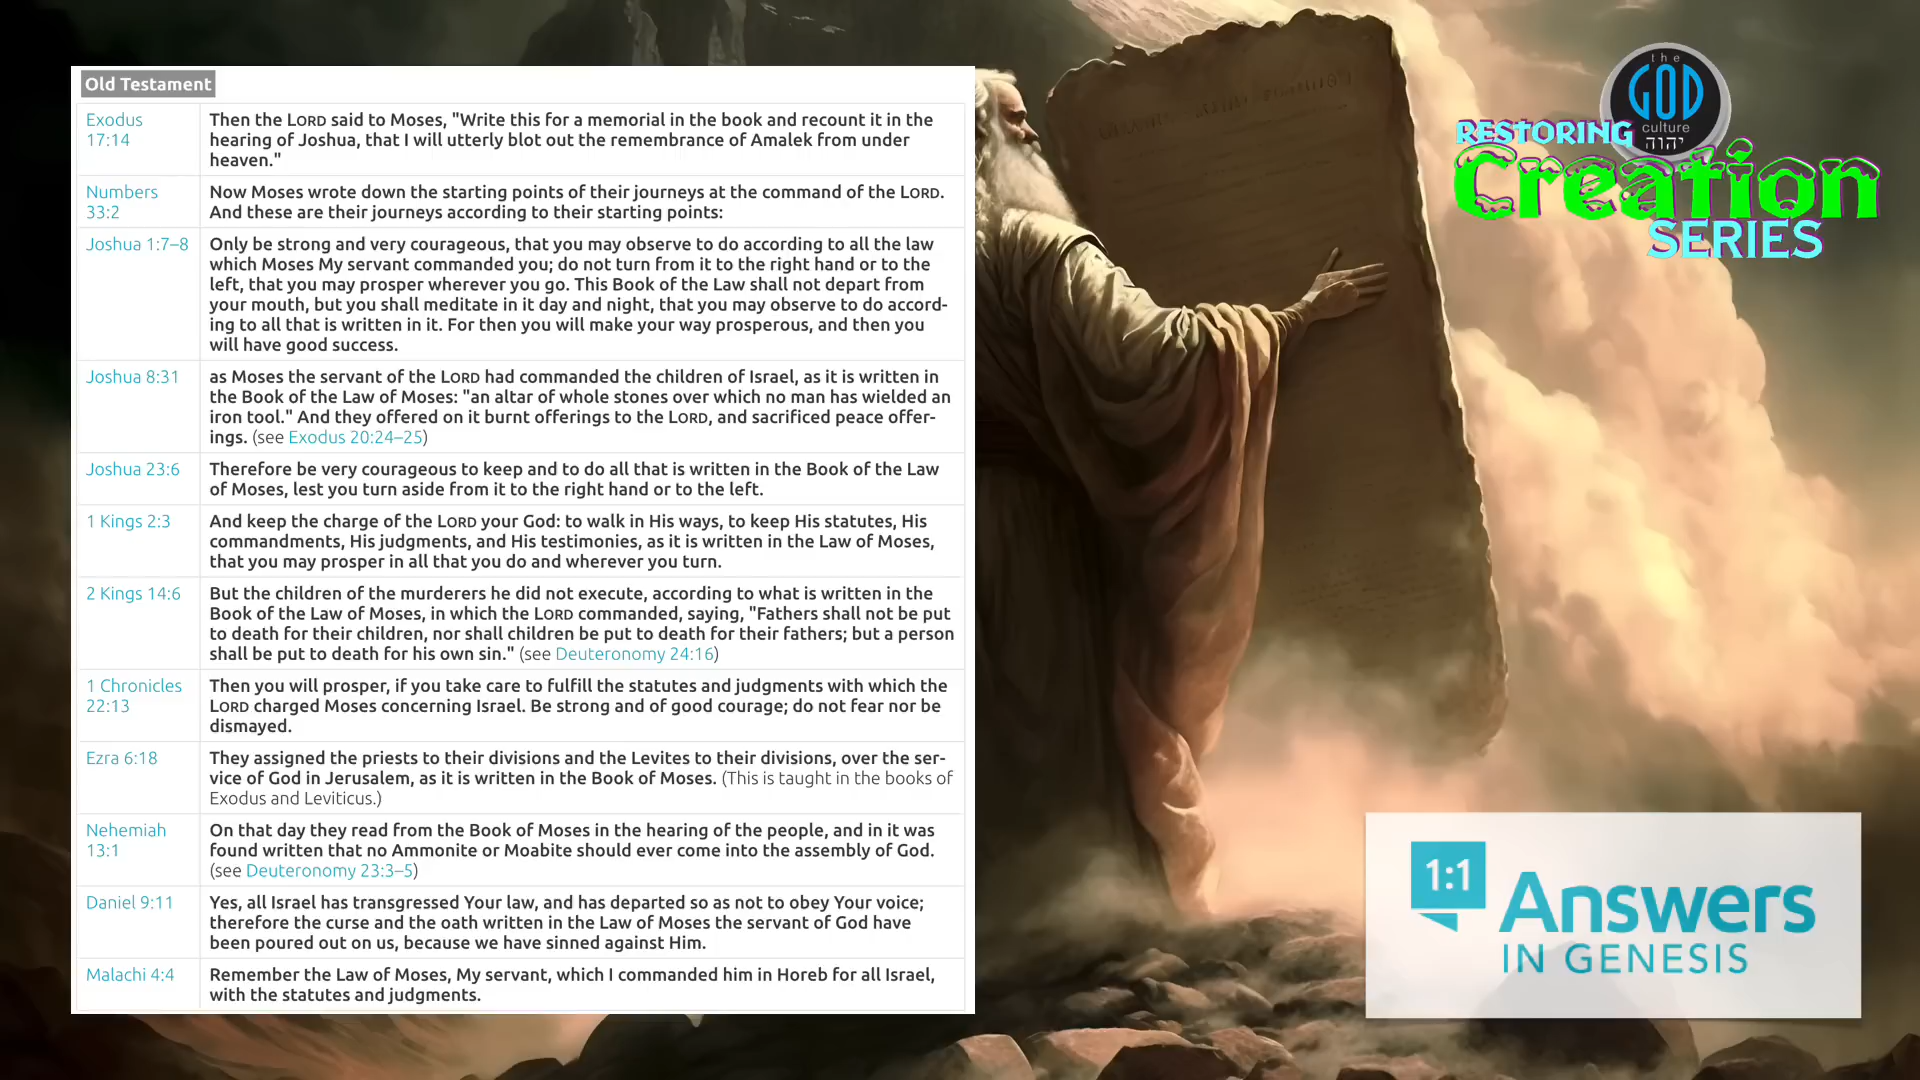 Old Testament
Exodus
17:14
Then the LORD said to Moses, "Write this for a memorial in the book and recount it in the
hearing of Joshua, that I will utterly blot out the remembrance of Amalek from under
heaven."
Numbers
33:2
Now Moses wrote down the starting points of their journeys at the command of the LORD.
And these are their journeys according to their starting points:
Joshua 1:7–8
Only be strong and very courageous, that you may observe to do according to all the law
which Moses My servant commanded you; do not turn from it to the right hand or to the
left, that you may prosper wherever you go. This Book of the Law shall not depart from
your mouth, but you shall meditate in it day and night, that you may observe to do accord-
ing to all that is written in it. For then you will make your way prosperous, and then you
will have good success.
Joshua 8:31
as Moses the servant of the LORD had commanded the children of Israel, as it is written in
the Book of the Law of Moses: "an altar of whole stones over which no man has wielded an
iron tool." And they offered on it burnt offerings to the LORD, and sacrificed peace offer-
ings. (see Exodus 20:24–25)
Joshua 23:6
Therefore be very courageous to keep and to do all that is written in the Book of the Law
of Moses, lest you turn aside from it to the right hand or to the left.
1 Kings 2:3
And keep the charge of the LORD your God: to walk in His ways, to keep His statutes, His
commandments, His judgments, and His testimonies, as it is written in the Law of Moses,
that you may prosper in all that you do and wherever you turn.
2 Kings 14:6
But the children of the murderers he did not execute, according to what is written in the
Book of the Law of Moses, in which the LORD commanded, saying, "Fathers shall not be put
to death for their children, nor shall children be put to death for their fathers; but a person
shall be put to death for his own sin." (see Deuteronomy 24:16)
1 Chronicles
22:13
Then you will prosper, if you take care to fulfill the statutes and judgments with which the
LORD charged Moses concerning Israel. Be strong and of good courage; do not fear nor be
dismayed.
Ezra 6:18
They assigned the priests to their divisions and the Levites to their divisions, over the ser-
vice of God in Jerusalem, as it is written in the Book of Moses. (This is taught in the books of
Exodus and Leviticus.)
Nehemiah
13:1
On that day they read from the Book of Moses in the hearing of the people, and in it was
found written that no Ammonite or Moabite should ever come into the assembly of God.
(see Deuteronomy 23:3–5)
Daniel 9:11
Yes, all Israel has transgressed Your law, and has departed so as not to obey Your voice;
therefore the curse and the oath written in the Law of Moses the servant of God have
been poured out on us, because we have sinned against Him.
Malachi 4:4
Remember the Law of Moses, My servant, which I commanded him in Horeb for all Israel,
with the statutes and judgments.
the
GOD
culture
יהוה
RESTORING
Creation
SERIES
1:1
Answers
IN GENESIS